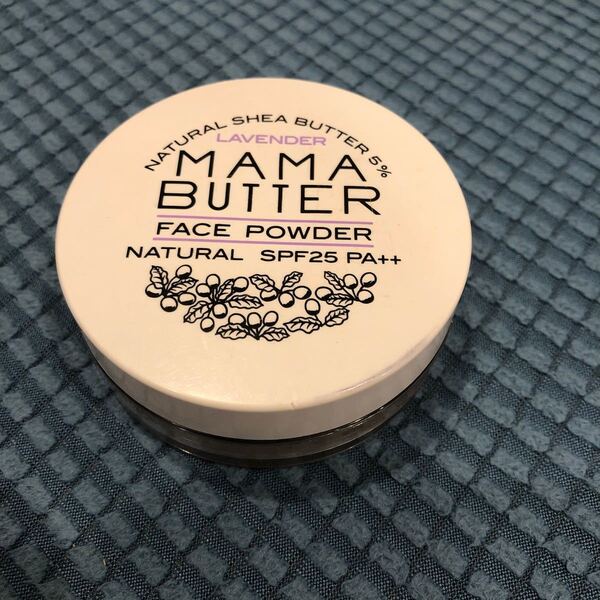 NATURAL SHEA BUTTER 5%
LAVENDER
MAMA
BUTTER
FACE POWDER
NATURAL SPF25 PA++